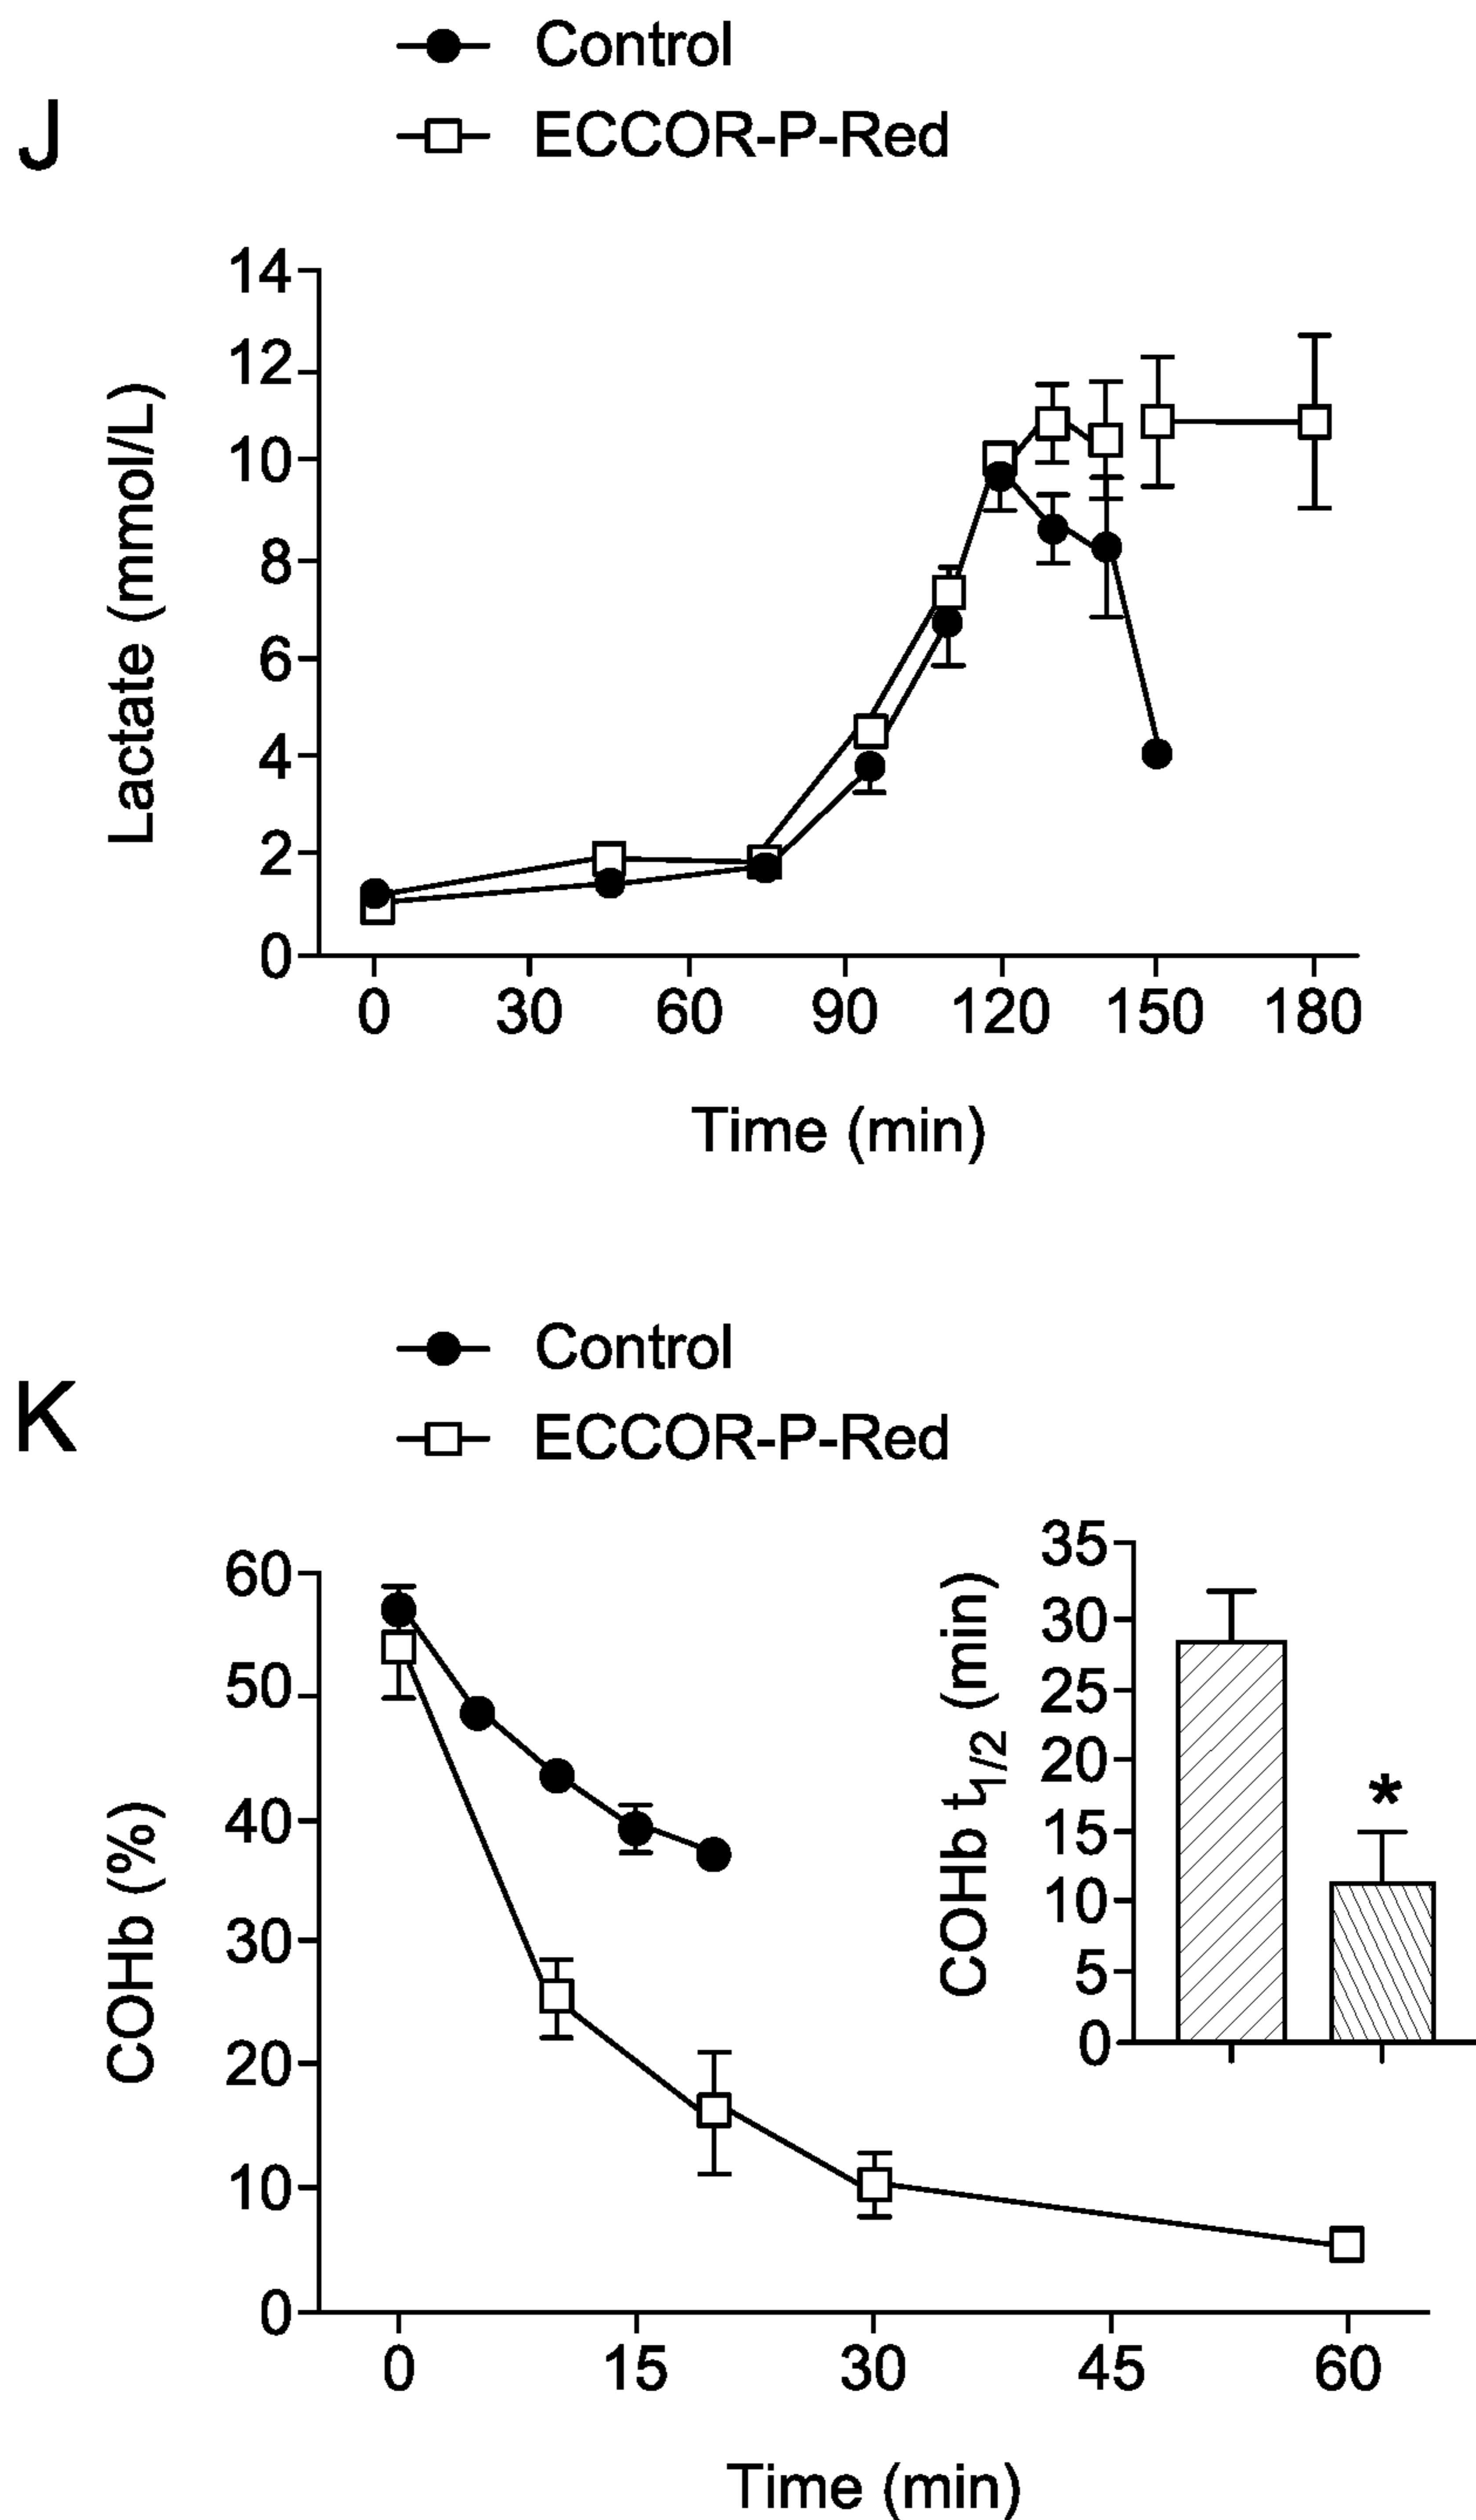 J
Control
ECCOR-P-Red
14
12
10
8
6
4
2
0
Lactate (mmol/L)
0 30 60 90 120 150 180
Time (min)
K
Control
ECCOR-P-Red
60
50
40
30
20
10
0
COHb (%)
35
30
25
20
15
10
5
0
COHb t1/2 (min)
*
0 15 30 45 60
Time (min)